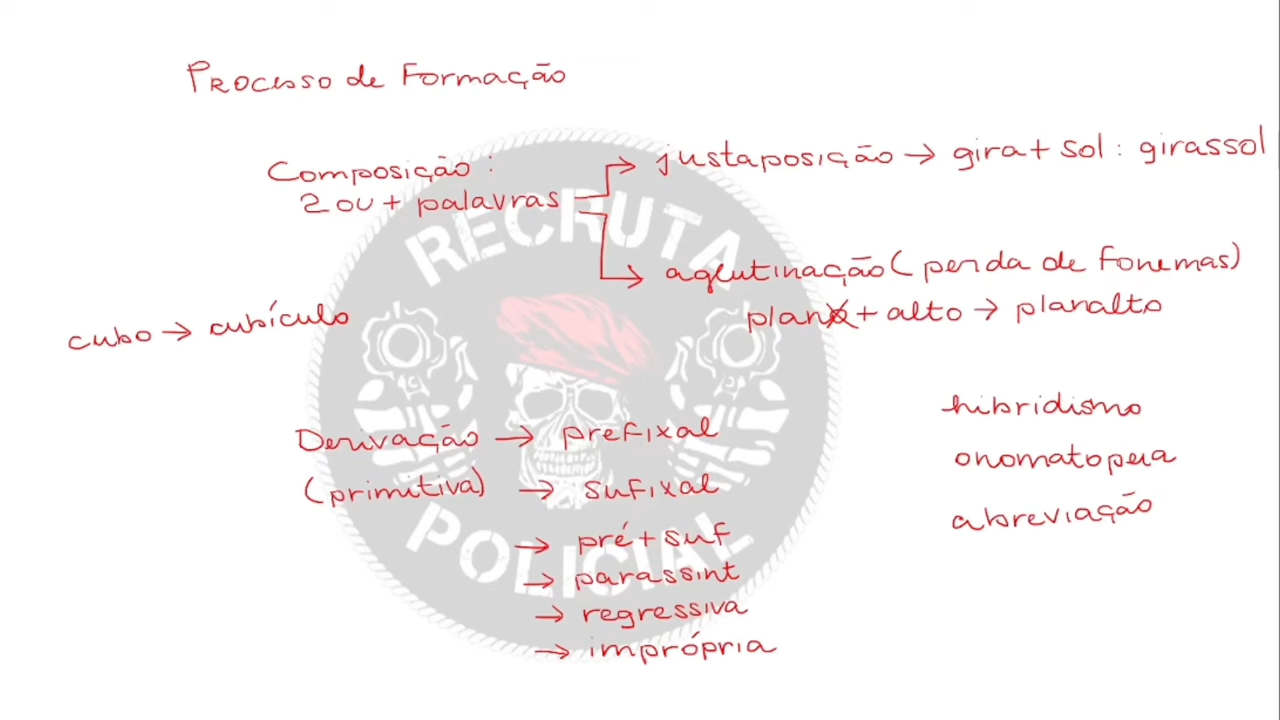 Processo de Formação
Composição:
2 ou + palavras
justaposição → gira + sol: girassol
aglutinação (perda de fonemas)
plano + alto → planalto
cubo → cubículo
Derivação → prefixal
(primitiva) → sufixal
→ pré + suf
→ parassint
→ regressiva
→ imprópria
hibridismo
onomatopeia
abreviação
RECRUTA
POLICIAL